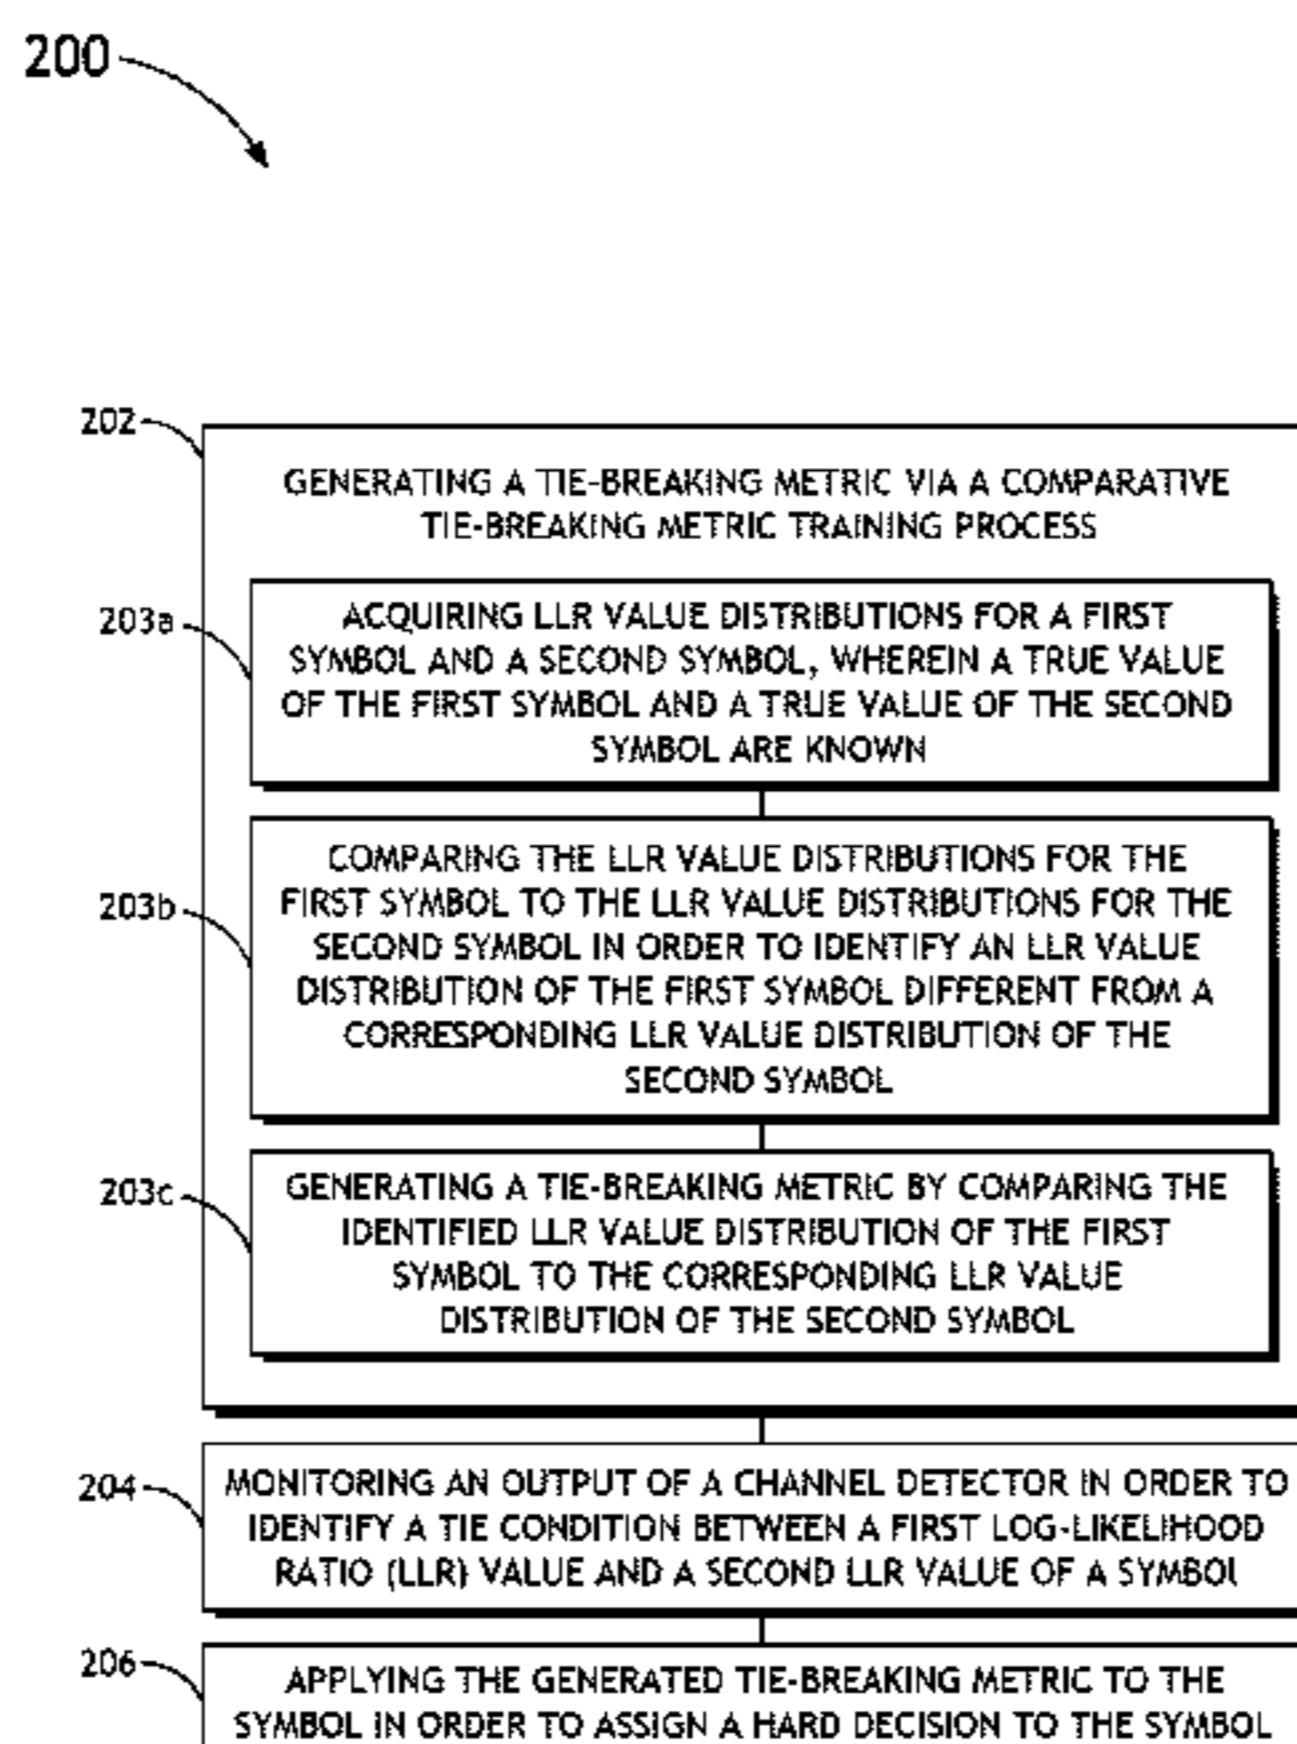 200
202
GENERATING A TIE-BREAKING METRIC VIA A COMPARATIVE
TIE-BREAKING METRIC TRAINING PROCESS
203a
ACQUIRING LLR VALUE DISTRIBUTIONS FOR A FIRST
SYMBOL AND A SECOND SYMBOL, WHEREIN A TRUE VALUE
OF THE FIRST SYMBOL AND A TRUE VALUE OF THE SECOND
SYMBOL ARE KNOWN
203b
COMPARING THE LLR VALUE DISTRIBUTIONS FOR THE
FIRST SYMBOL TO THE LLR VALUE DISTRIBUTIONS FOR THE
SECOND SYMBOL IN ORDER TO IDENTIFY AN LLR VALUE
DISTRIBUTION OF THE FIRST SYMBOL DIFFERENT FROM A
CORRESPONDING LLR VALUE DISTRIBUTION OF THE
SECOND SYMBOL
203c
GENERATING A TIE-BREAKING METRIC BY COMPARING THE
IDENTIFIED LLR VALUE DISTRIBUTION OF THE FIRST
SYMBOL TO THE CORRESPONDING LLR VALUE
DISTRIBUTION OF THE SECOND SYMBOL
204
MONITORING AN OUTPUT OF A CHANNEL DETECTOR IN ORDER TO
IDENTIFY A TIE CONDITION BETWEEN A FIRST LOG-LIKELIHOOD
RATIO (LLR) VALUE AND A SECOND LLR VALUE OF A SYMBOL
206
APPLYING THE GENERATED TIE-BREAKING METRIC TO THE
SYMBOL IN ORDER TO ASSIGN A HARD DECISION TO THE SYMBOL